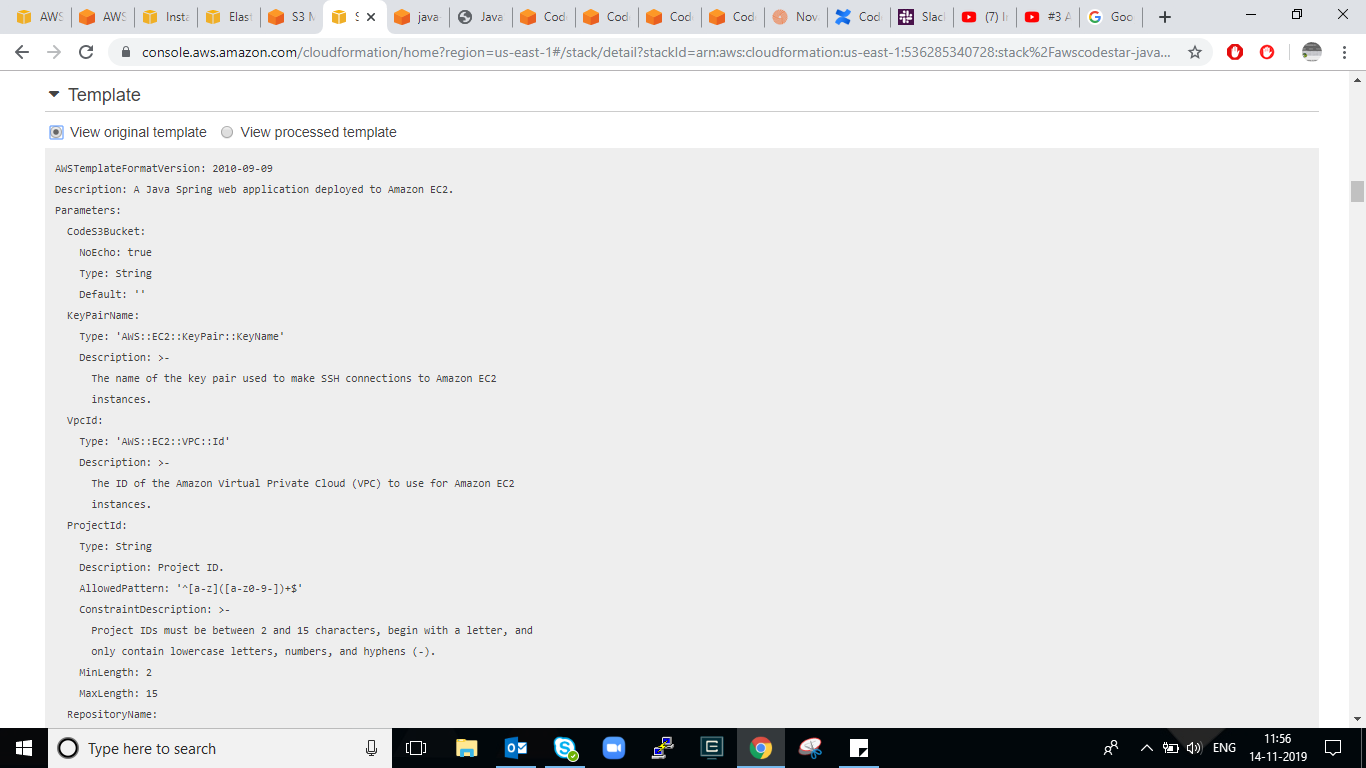 AWS
AWS
Insta
Elas
S3 M
S
java-
Java
Cod
Cod
Cod
Cod
Nov
Cod
Slac
(7) I
#3 A
Goo
console.aws.amazon.com/cloudformation/home?region=us-east-1#/stack/detail?stackId=arn:aws:cloudformation:us-east-1:536285340728:stack%2Fawscodestar-java...
Template
View original template View processed template
AWSTemplateFormatVersion: 2010-09-09
Description: A Java Spring web application deployed to Amazon EC2.
Parameters:
CodeS3Bucket:
NoEcho: true
Type: String
Default: ''
KeyPairName:
Type: 'AWS::EC2::KeyPair::KeyName'
Description: >-
The name of the key pair used to make SSH connections to Amazon EC2
instances.
VpcId:
Type: 'AWS::EC2::VPC::Id'
Description: >-
The ID of the Amazon Virtual Private Cloud (VPC) to use for Amazon EC2
instances.
ProjectId:
Type: String
Description: Project ID.
AllowedPattern: '^[a-z]([a-z0-9-])+$'
ConstraintDescription: >-
Project IDs must be between 2 and 15 characters, begin with a letter, and
only contain lowercase letters, numbers, and hyphens (-).
MinLength: 2
MaxLength: 15
RepositoryName:
Type here to search
ENG
11:56
14-11-2019